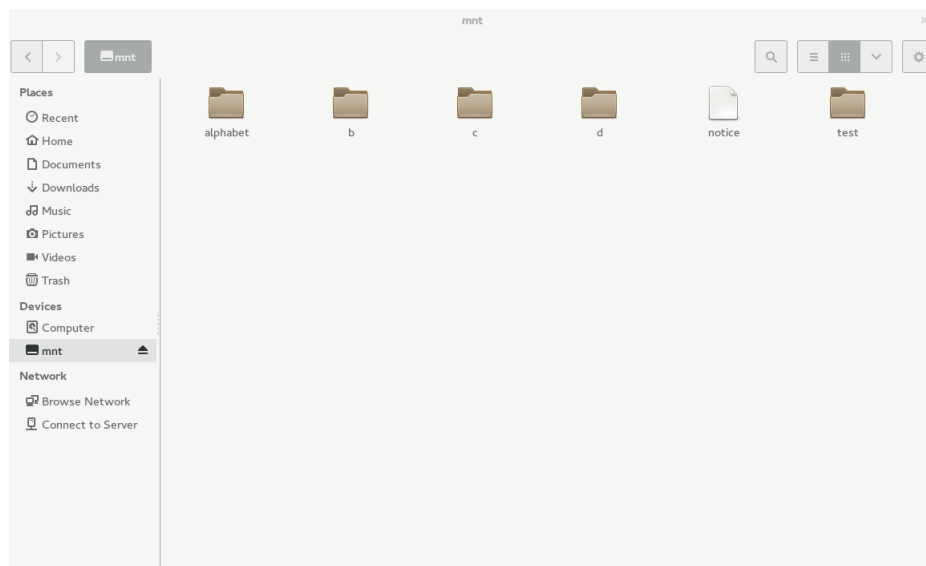 mnt
mnt
Places
Recent
Home
Documents
Downloads
Music
Pictures
Videos
Trash
Devices
Computer
mnt
Network
Browse Network
Connect to Server
alphabet
b
c
d
notice
test